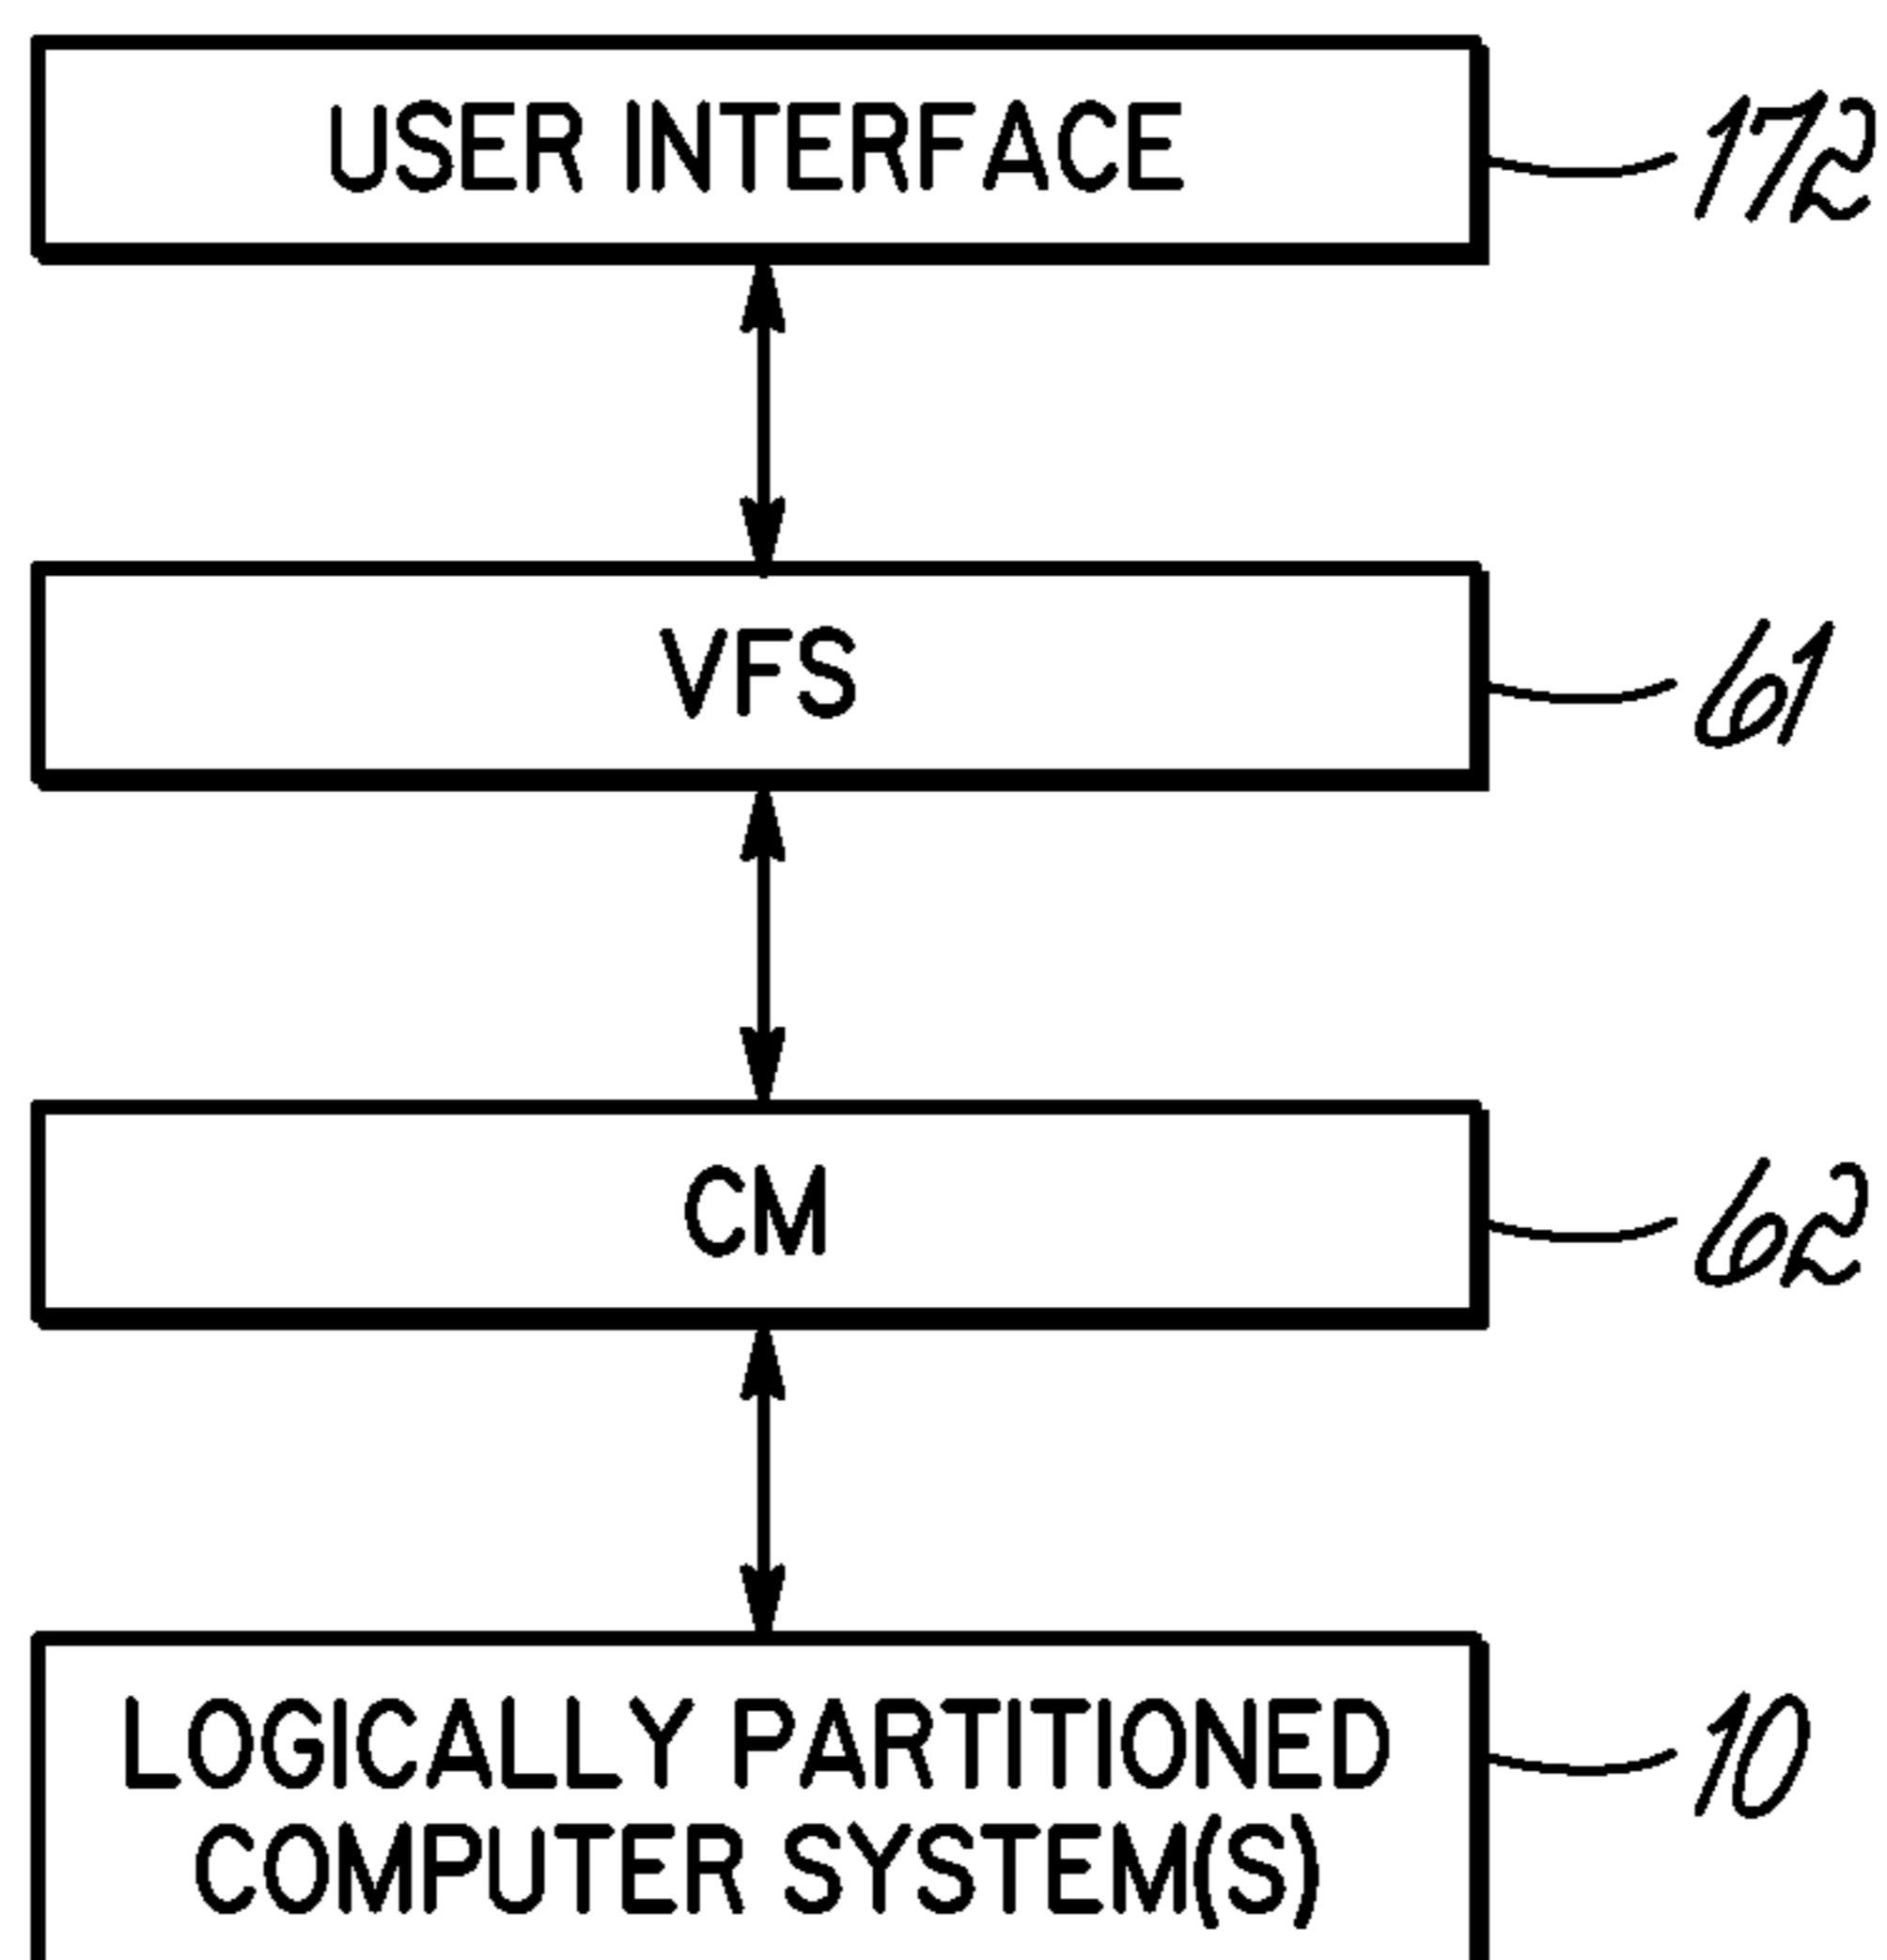 USER INTERFACE
172
VFS
61
CM
62
LOGICALLY PARTITIONED
COMPUTER SYSTEM(S)
10